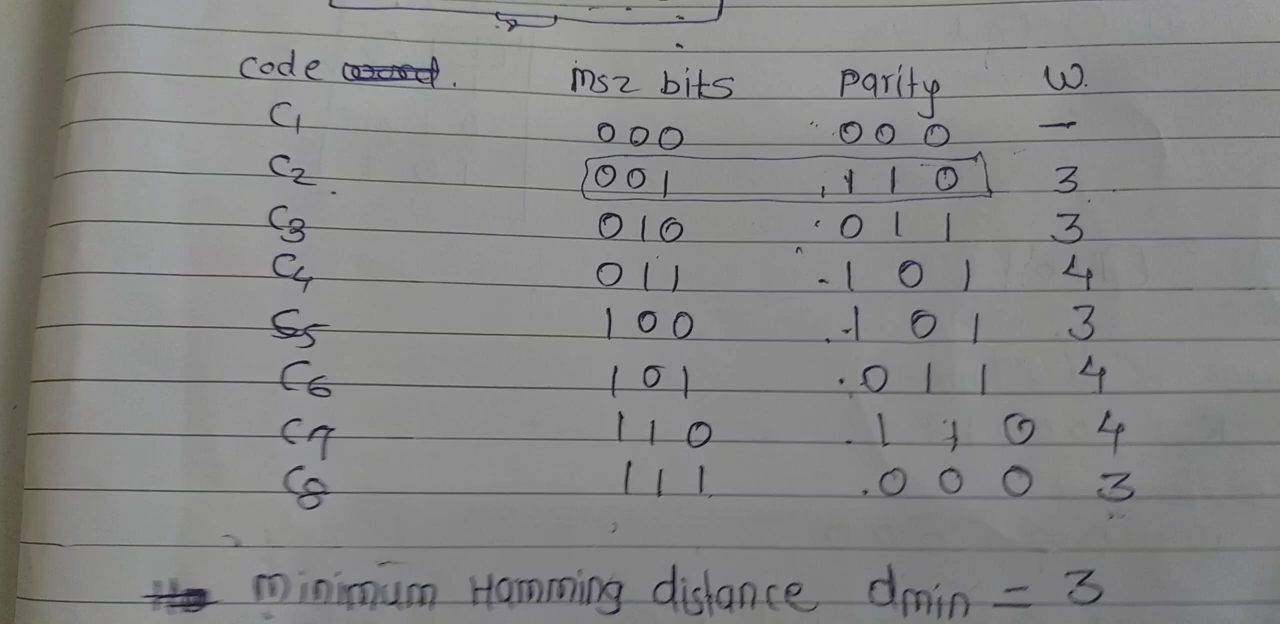 code msz bits parity w.
C1 000 000 —
C2 001 110 3
C3 010 011 3
C4 011 101 4
C5 100 101 3
C6 101 011 4
C7 110 110 4
C8 111 000 3
Minimum Hamming distance dmin = 3